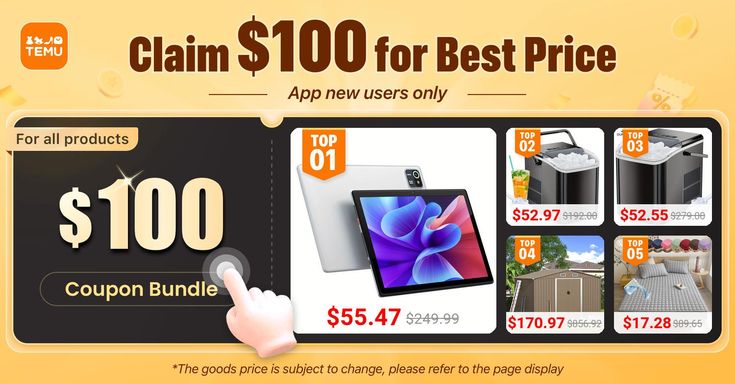 TEMU
Claim $100 for Best Price
App new users only
For all products
$100
Coupon Bundle
TOP
01
$55.47 $249.99
TOP
02
$52.97 $192.00
TOP
03
$52.55 $279.00
TOP
04
$170.97 $856.92
TOP
05
$17.28 $89.65
*The goods price is subject to change, please refer to the page display